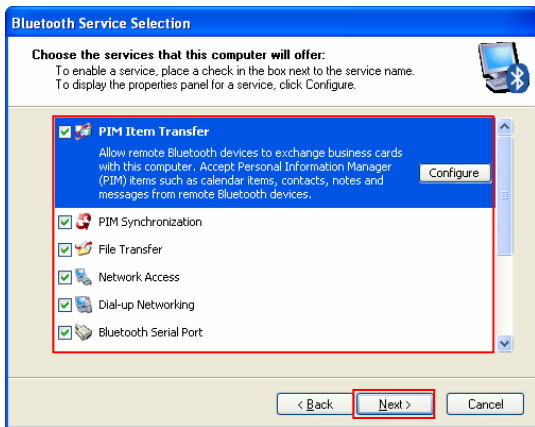 Bluetooth Service Selection
Choose the services that this computer will offer:
To enable a service, place a check in the box next to the service name.
To display the properties panel for a service, click Configure.
PIM Item Transfer
Allow remote Bluetooth devices to exchange business cards
with this computer. Accept Personal Information Manager
(PIM) items such as calendar items, contacts, notes and
messages from remote Bluetooth devices.
Configure
PIM Synchronization
File Transfer
Network Access
Dial-up Networking
Bluetooth Serial Port
< Back Next > Cancel